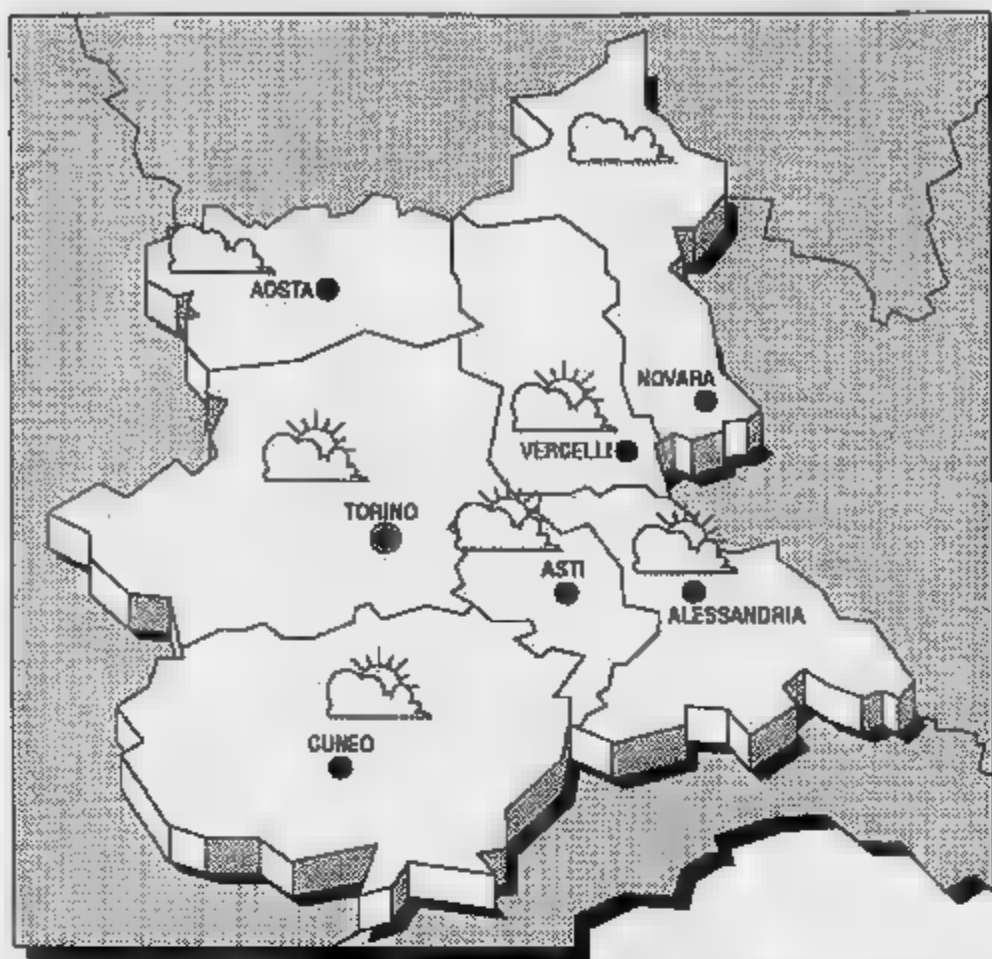 AOSTA
NOVARA
VERCELLI
TORINO
ASTI
ALESSANDRIA
CUNEO